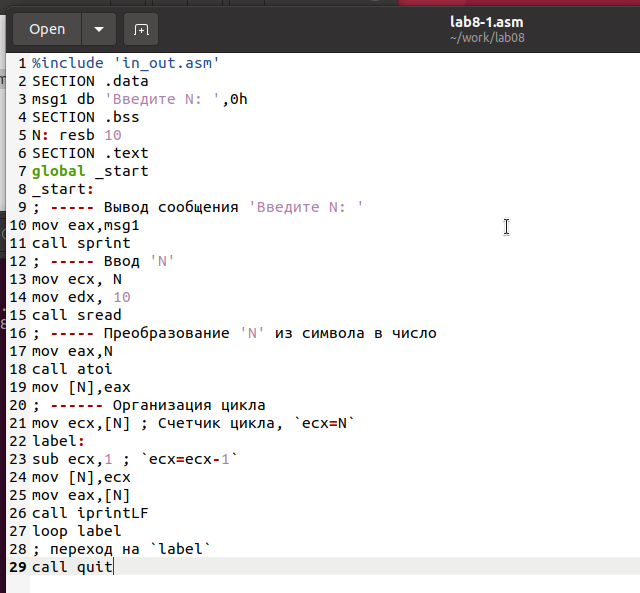 Open
lab8-1.asm
~/work/lab08
1 %include 'in_out.asm'
2 SECTION .data
3 msg1 db 'Введите N: ',0h
4 SECTION .bss
5 N: resb 10
6 SECTION .text
7 global _start
8 _start:
9 ; ----- Вывод сообщения 'Введите N: '
10 mov eax,msg1
11 call sprint
12 ; ----- Ввод 'N'
13 mov ecx, N
14 mov edx, 10
15 call sread
16 ; ----- Преобразование 'N' из символа в число
17 mov eax,N
18 call atoi
19 mov [N],eax
20 ; ------ Организация цикла
21 mov ecx,[N] ; Счетчик цикла, `ecx=N`
22 label:
23 sub ecx,1 ; `ecx=ecx-1`
24 mov [N],ecx
25 mov eax,[N]
26 call iprintLF
27 loop label
28 ; переход на `label`
29 call quit